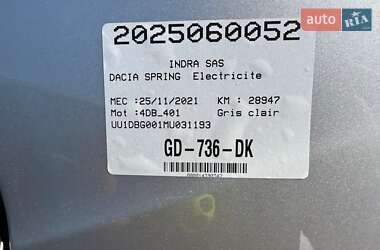 AUTO RIA
2025060052
INDRA SAS
DACIA SPRING Electricite
MEC :25/11/2021 KM : 28947
Mot :4DB_401 Gris clair
UU1DBG001MU031193
GD-736-DK